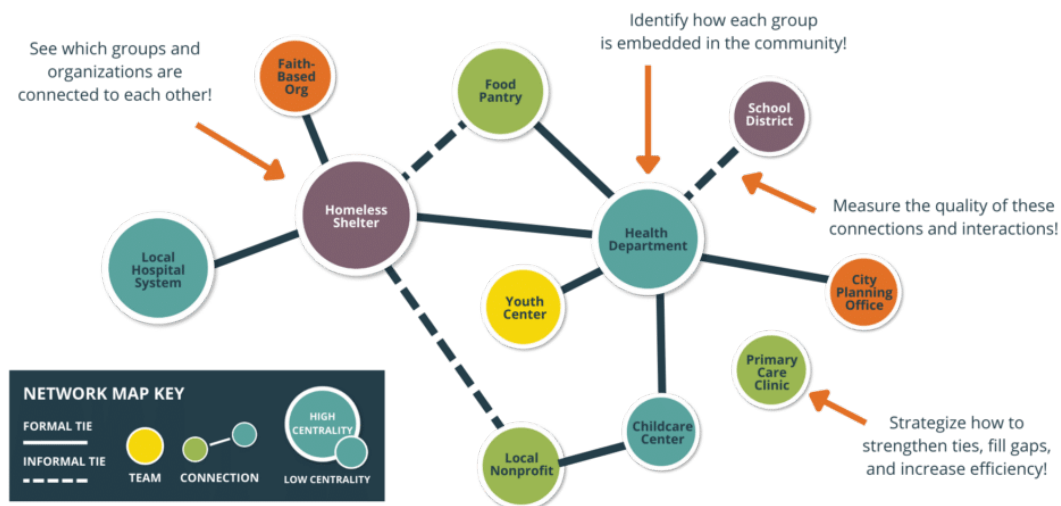 See which groups and
organizations are
connected to each other!
Identify how each group
is embedded in the community!
Faith-
Based
Org
Food
Pantry
School
District
Homeless
Shelter
Health
Department
Measure the quality of these
connections and interactions!
Local
Hospital
System
Youth
Center
City
Planning
Office
Primary
Care
Clinic
Childcare
Center
Local
Nonprofit
Strategize how to
strengthen ties, fill gaps,
and increase efficiency!
NETWORK MAP KEY
FORMAL TIE
INFORMAL TIE
TEAM
CONNECTION
HIGH
CENTRALITY
LOW CENTRALITY